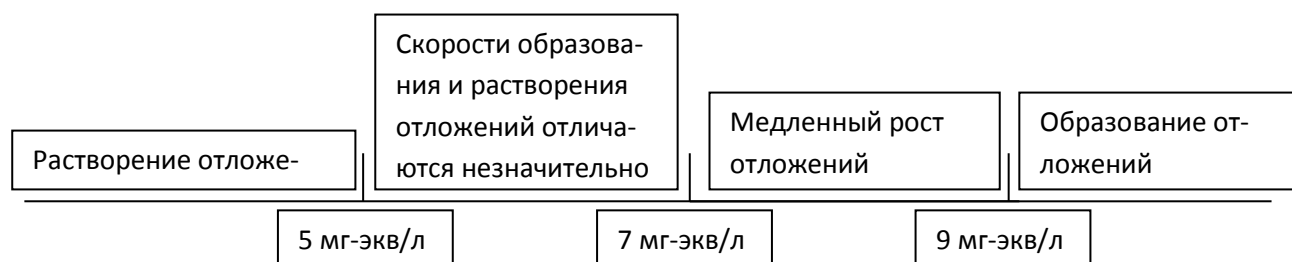 Растворение отложе-
Скорости образова-
ния и растворения
отложений отлича-
ются незначительно
Медленный рост
отложений
Образование от-
ложений
5 мг-экв/л
7 мг-экв/л
9 мг-экв/л